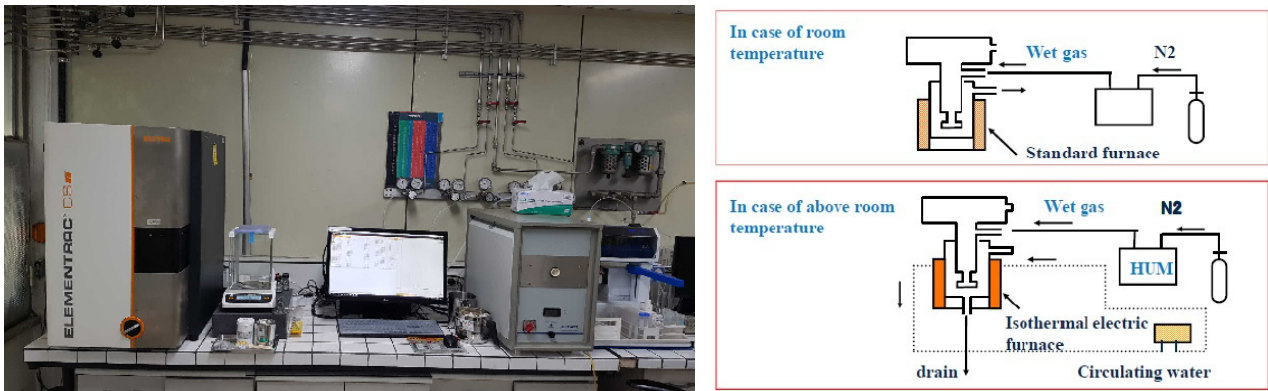 ELEMENTRAC CS-i
In case of room
temperature
Wet gas
N2
Standard furnace
In case of above room
temperature
Wet gas
N2
HUM
Isothermal electric
furnace
drain
Circulating water